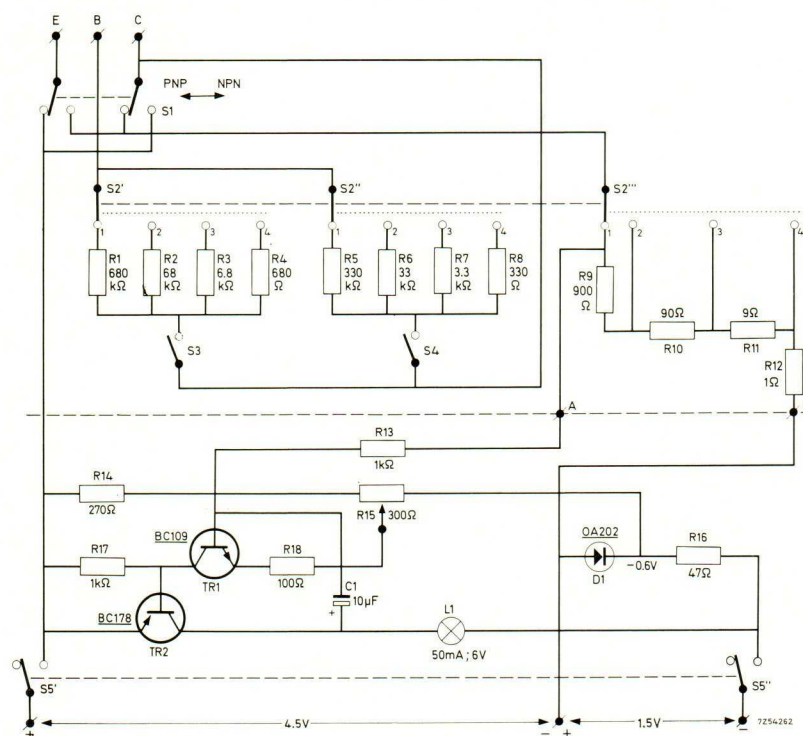 E B C
PNP NPN
S1
S2' S2'' S2'''
1 2 3 4 1 2 3 4 1 2 3 4
R1 680 kΩ
R2 68 kΩ
R3 6.8 kΩ
R4 680 Ω
R5 330 kΩ
R6 33 kΩ
R7 3.3 kΩ
R8 330 Ω
R9 900 Ω
90Ω
R10
9Ω
R11
R12 1Ω
S3 S4
A
R13
1kΩ
R14
270Ω
R15 300Ω
BC109
TR1
R17
1kΩ
R18
100Ω
C1
10μF
+
OA202
D1
-0.6V
R16
47Ω
BC178
TR2
L1
50mA; 6V
S5' S5''
+ 4.5V - + 1.5V -
7Z54262